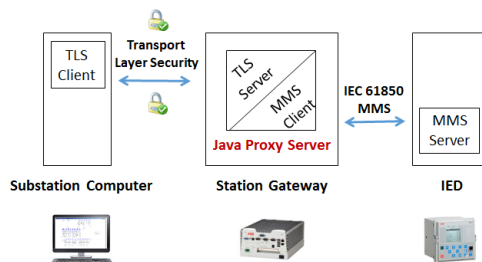 TLS
Client
Transport
Layer Security
TLS
Server
MMS
Client
Java Proxy Server
IEC 61850
MMS
MMS
Server
Substation Computer
Station Gateway
IED